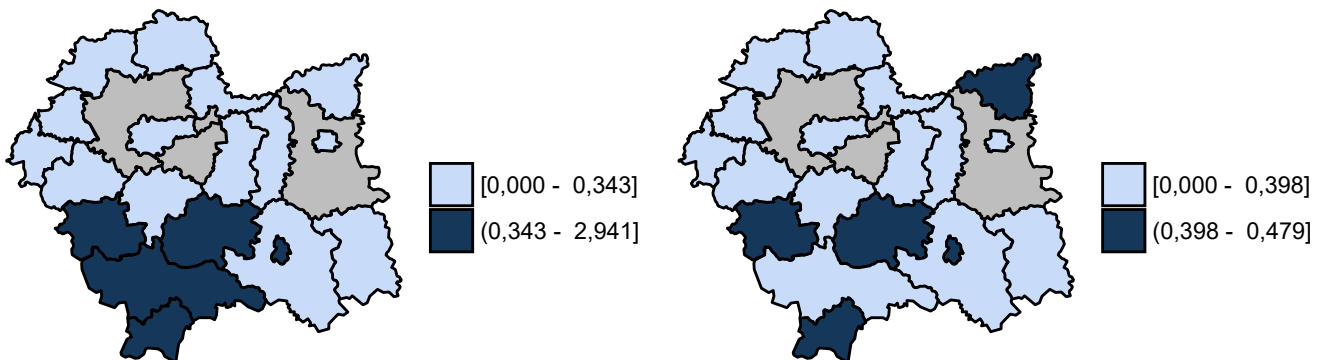 [0,000 - 0,343]
(0,343 - 2,941]
[0,000 - 0,398]
(0,398 - 0,479]